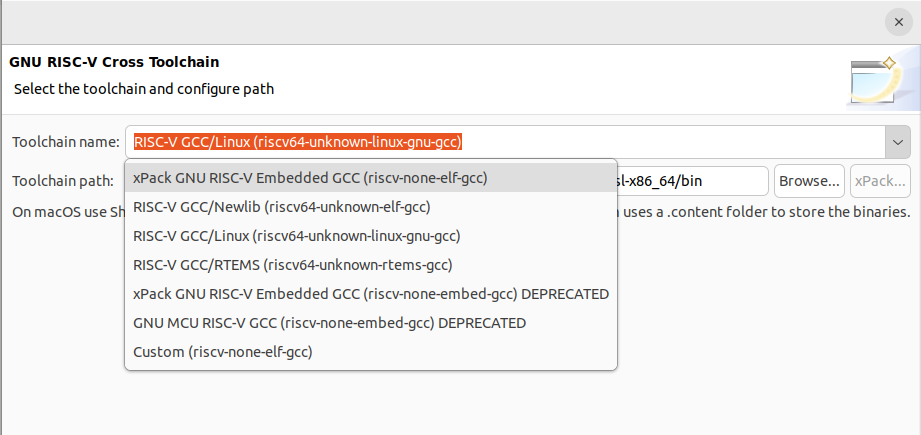 GNU RISC-V Cross Toolchain
Select the toolchain and configure path
Toolchain name: RISC-V GCC/Linux (riscv64-unknown-linux-gnu-gcc)
xPack GNU RISC-V Embedded GCC (riscv-none-elf-gcc)
RISC-V GCC/Newlib (riscv64-unknown-elf-gcc)
RISC-V GCC/Linux (riscv64-unknown-linux-gnu-gcc)
RISC-V GCC/RTEMS (riscv64-unknown-rtems-gcc)
xPack GNU RISC-V Embedded GCC (riscv-none-embed-gcc) DEPRECATED
GNU MCU RISC-V GCC (riscv-none-embed-gcc) DEPRECATED
Custom (riscv-none-elf-gcc)
Toolchain path: sl-x86_64/bin Browse... xPack...
On macOS use Sh uses a .content folder to store the binaries.